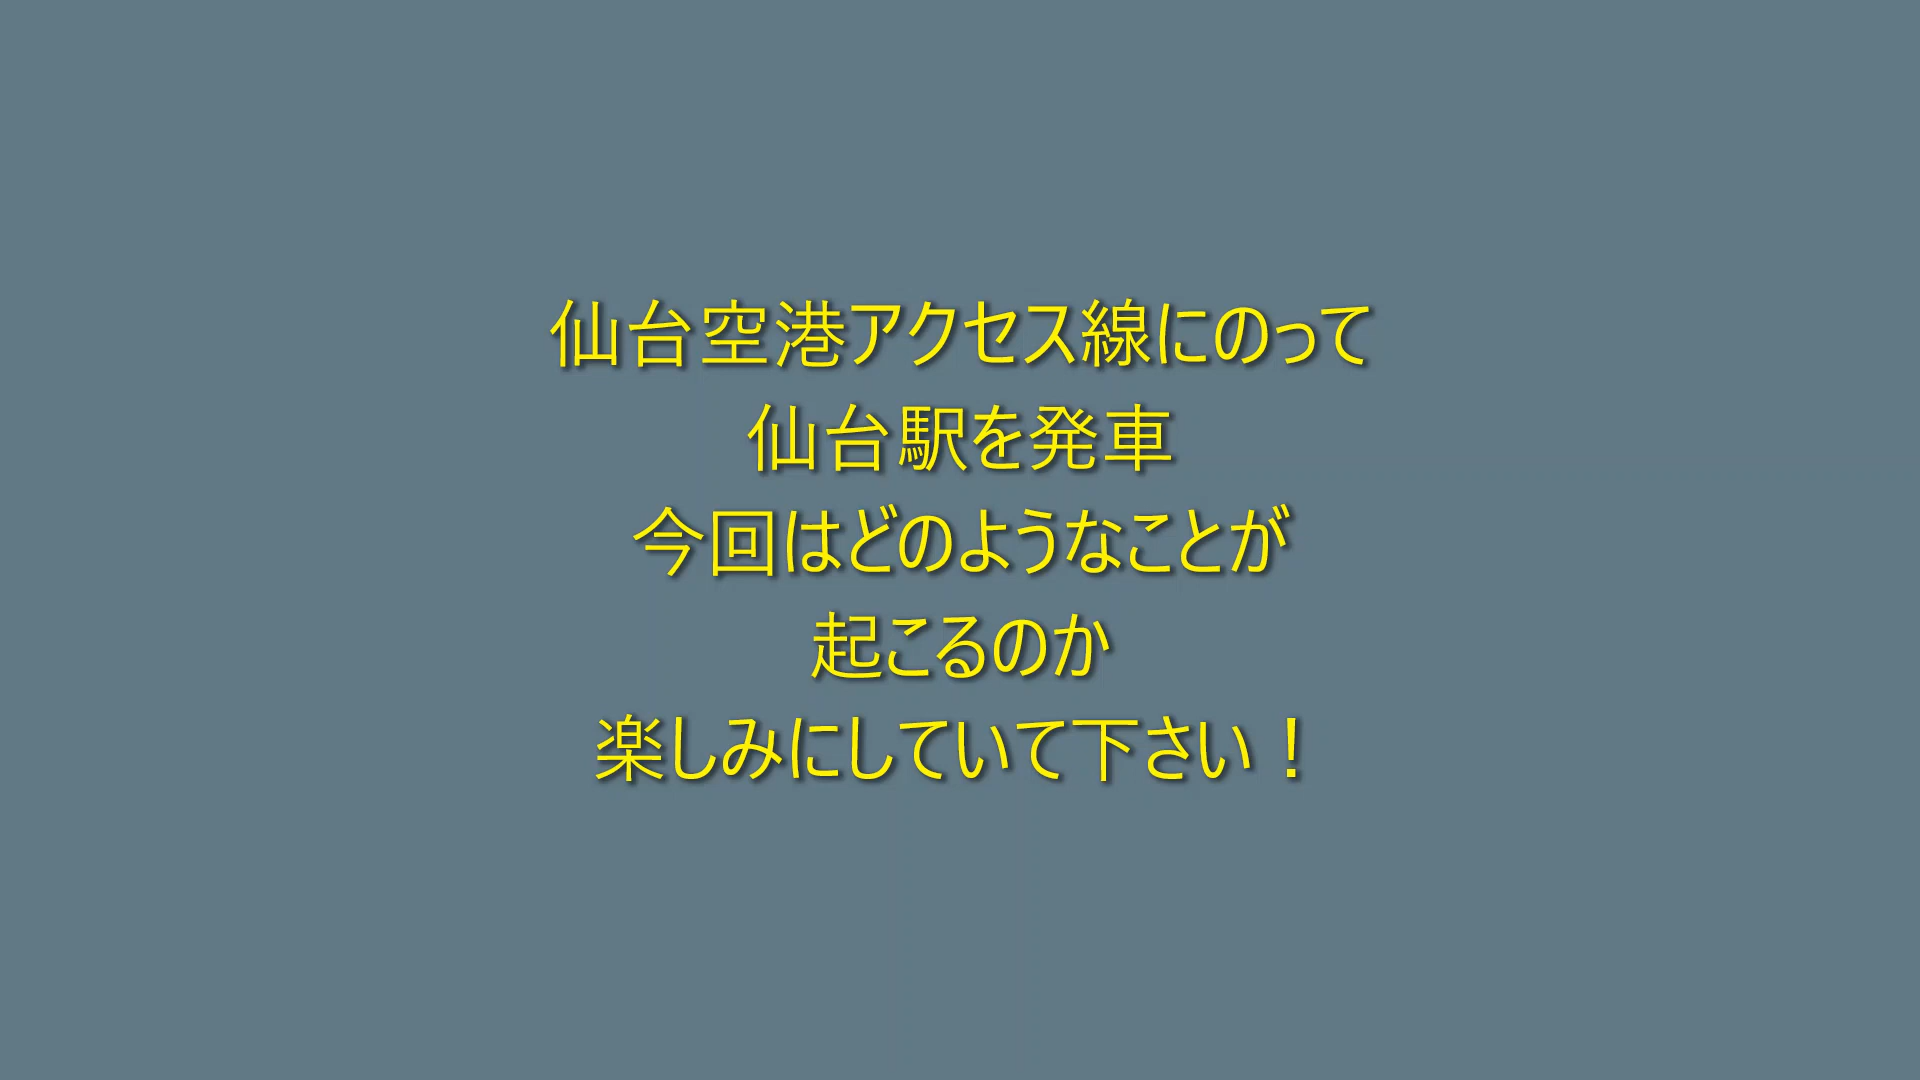 仙台空港アクセス線にのって
仙台駅を発車
今回はどのようなことが
起こるのか
楽しみにしていて下さい！